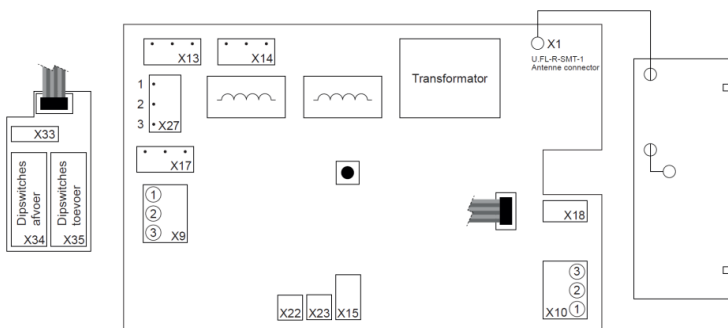 X13
X14
X1
U.FL-R-SMT-1
Antenne connector
Transformator
1
2
3
X27
X33
X17
Dipswitches
afvoer
X34
Dipswitches
toevoer
X35
1
2
3
X9
X18
X22
X23
X15
3
2
1
X10